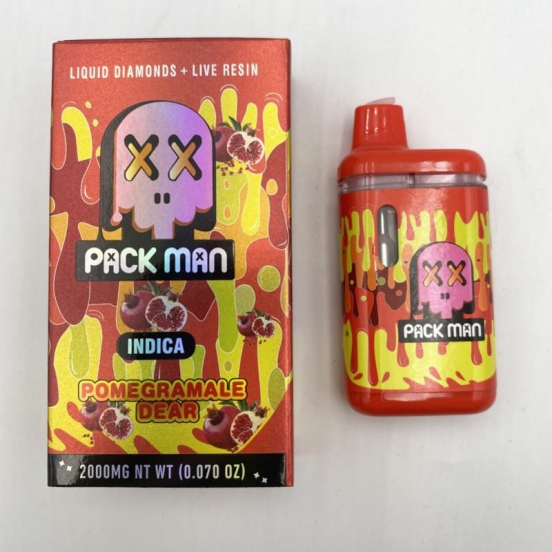 LIQUID DIAMONDS + LIVE RESIN
PACK MAN
INDICA
POMEGRAMALE
DEAR
2000MG NT WT (0.070 OZ)
PACK MAN